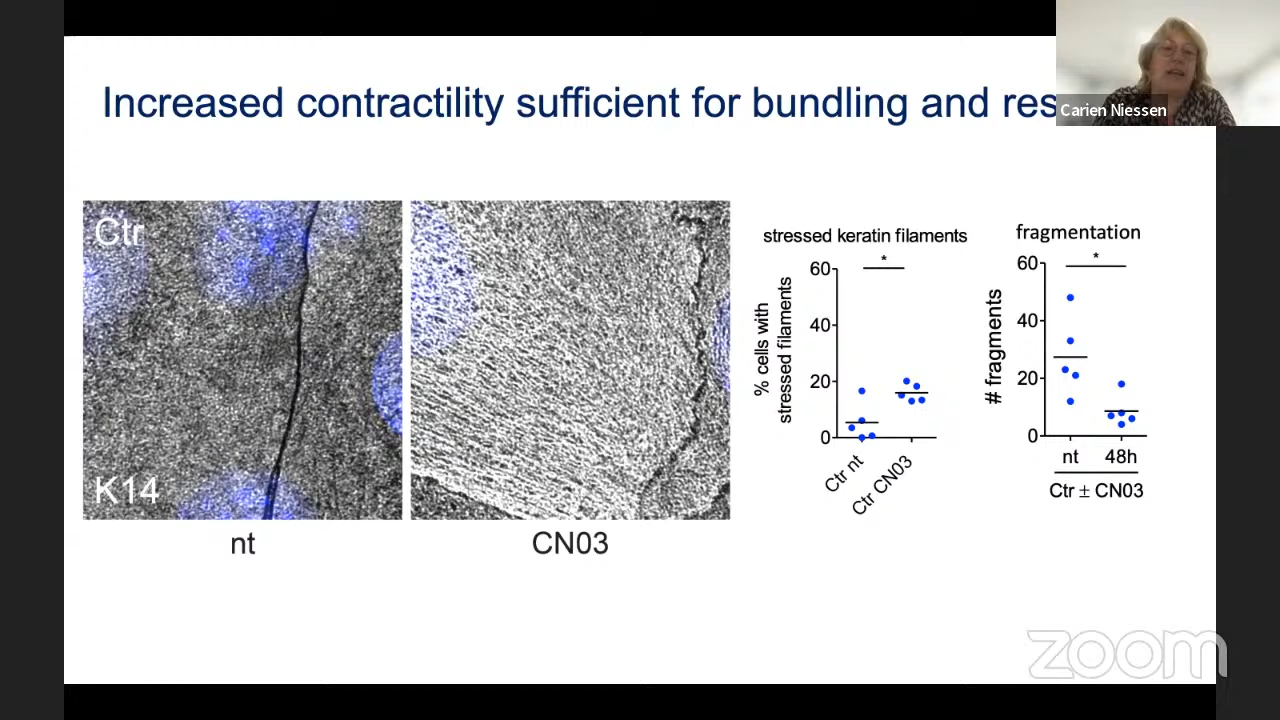 Increased contractility sufficient for bundling and res
Carien Niessen
Ctr
K14
nt
CN03
stressed keratin filaments
*
% cells with
stressed filaments
60
40
20
0
Ctr nt
Ctr CN03
fragmentation
*
# fragments
60
40
20
0
nt 48h
Ctr ± CN03
zoom